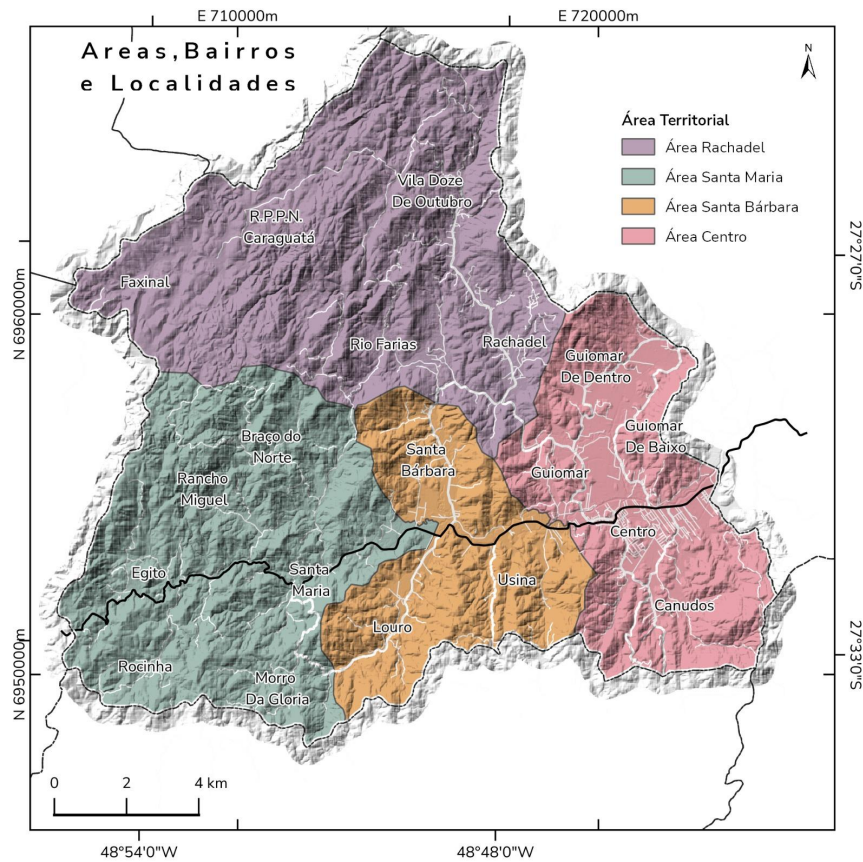 E 710000m
E 720000m
Areas, Bairros
e Localidades
N
Área Territorial
Área Rachadel
Área Santa Maria
Área Santa Bárbara
Área Centro
Vila Doze
De Outubro
R.P.P.N.
Caraguatá
Faxinal
Rio Farias
Rachadel
Guiomar
De Dentro
Guiomar
De Baixo
Guiomar
Santa
Bárbara
Braço do
Norte
Rancho
Miguel
Centro
Egito
Santa
Maria
Usina
Canudos
Louro
Rocinha
Morro
Da Gloria
N 6960000m
N 6950000m
27°27'0"S
27°33'0"S
0 2 4 km
48°54'0"W
48°48'0"W